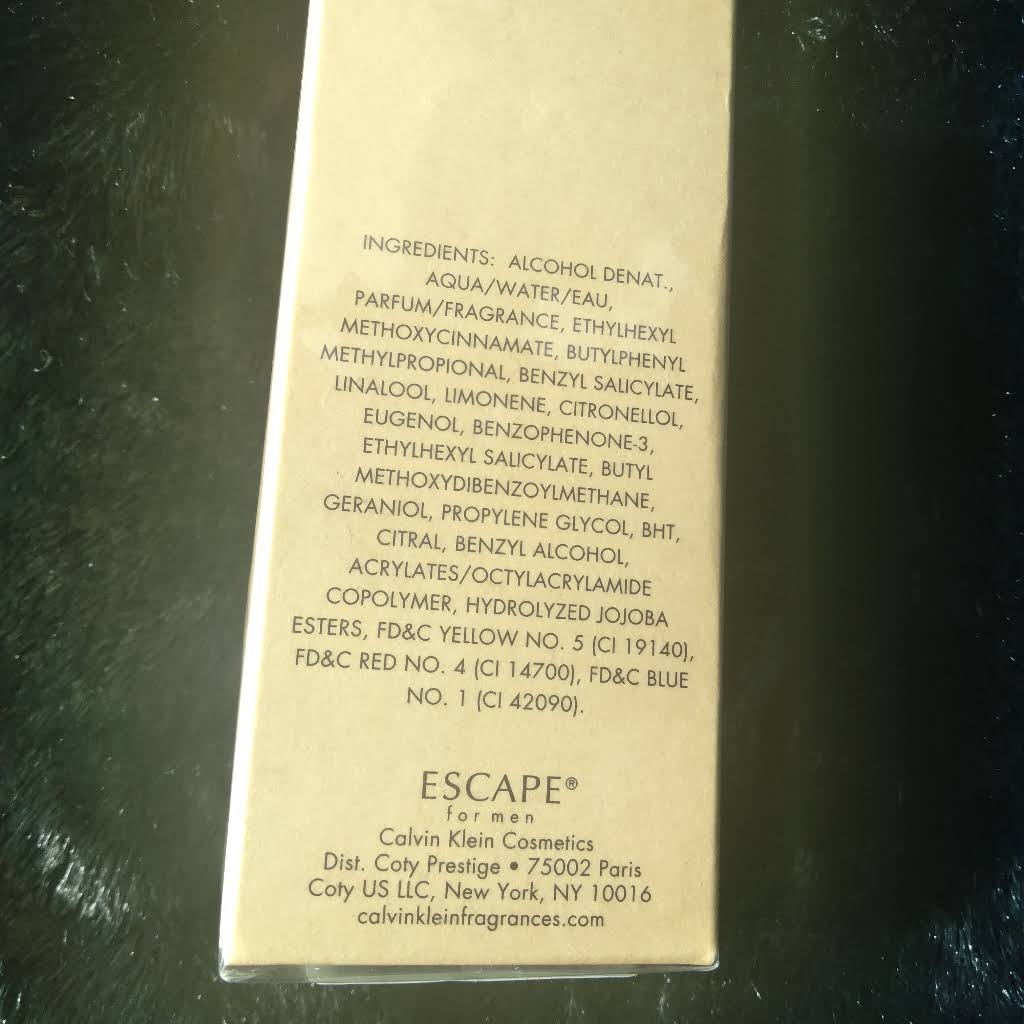 INGREDIENTS: ALCOHOL DENAT.,
AQUA/WATER/EAU,
PARFUM/FRAGRANCE, ETHYLHEXYL
METHOXYCINNAMATE, BUTYLPHENYL
METHYLPROPIONAL, BENZYL SALICYLATE,
LINALOOL, LIMONENE, CITRONELLOL,
EUGENOL, BENZOPHENONE-3,
ETHYLHEXYL SALICYLATE, BUTYL
METHOXYDIBENZOYLMETHANE,
GERANIOL, PROPYLENE GLYCOL, BHT,
CITRAL, BENZYL ALCOHOL,
ACRYLATES/OCTYLACRYLAMIDE
COPOLYMER, HYDROLYZED JOJOBA
ESTERS, FD&C YELLOW NO. 5 (CI 19140),
FD&C RED NO. 4 (CI 14700), FD&C BLUE
NO. 1 (CI 42090).
ESCAPE®
for men
Calvin Klein Cosmetics
Dist. Coty Prestige • 75002 Paris
Coty US LLC, New York, NY 10016
calvinkleinfragrances.com